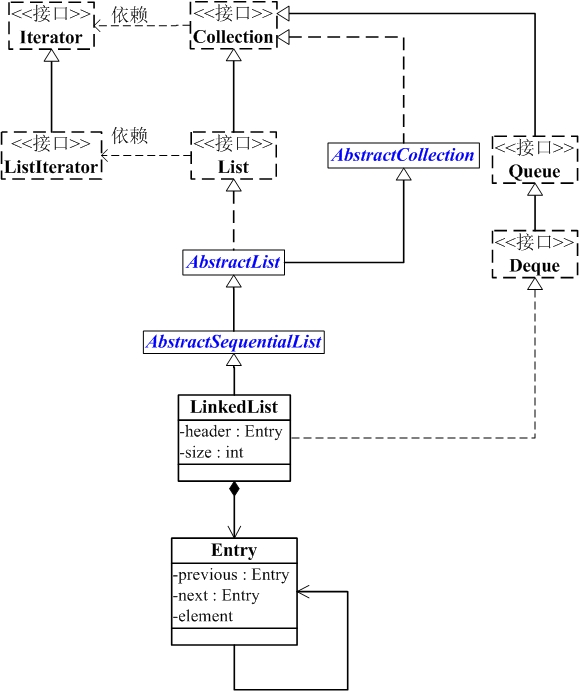 <<接口>>
Iterator
依赖
<<接口>>
Collection
<<接口>>
ListIterator
依赖
<<接口>>
List
AbstractCollection
<<接口>>
Queue
<<接口>>
Deque
AbstractList
AbstractSequentialList
LinkedList
-header : Entry
-size : int
Entry
-previous : Entry
-next : Entry
-element